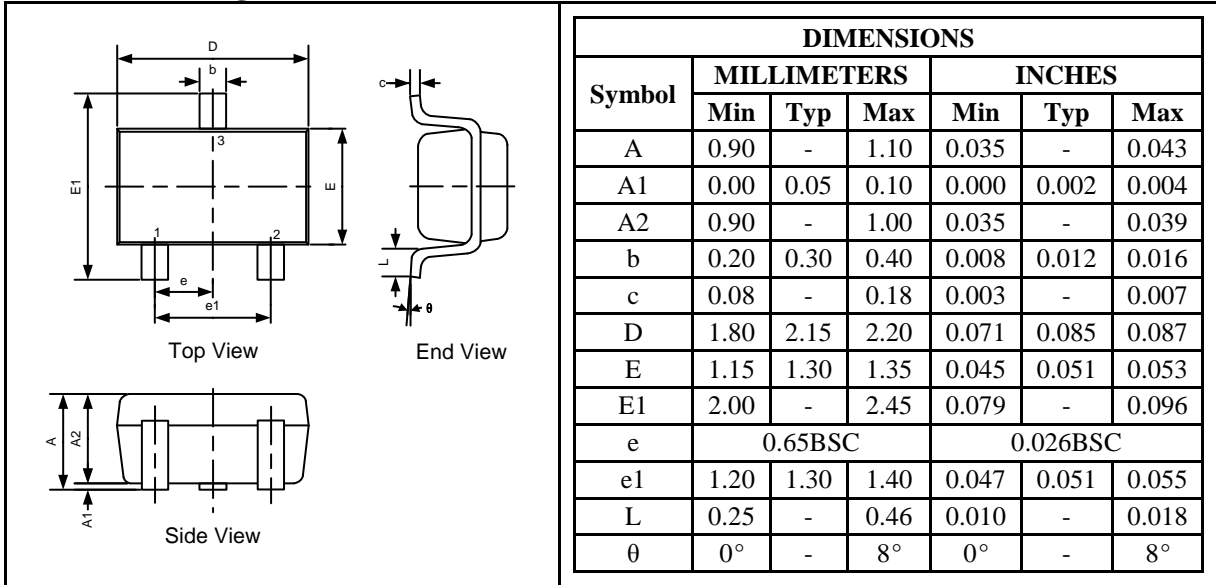 D
b
c
3
E1
E
1
2
L
e
e1
θ
Top View
End View
A
A2
A1
Side View
DIMENSIONS
Symbol MILLIMETERS INCHES
Min Typ Max Min Typ Max
A 0.90 - 1.10 0.035 - 0.043
A1 0.00 0.05 0.10 0.000 0.002 0.004
A2 0.90 - 1.00 0.035 - 0.039
b 0.20 0.30 0.40 0.008 0.012 0.016
c 0.08 - 0.18 0.003 - 0.007
D 1.80 2.15 2.20 0.071 0.085 0.087
E 1.15 1.30 1.35 0.045 0.051 0.053
E1 2.00 - 2.45 0.079 - 0.096
e 0.65BSC 0.026BSC
e1 1.20 1.30 1.40 0.047 0.051 0.055
L 0.25 - 0.46 0.010 - 0.018
θ 0° - 8° 0° - 8°